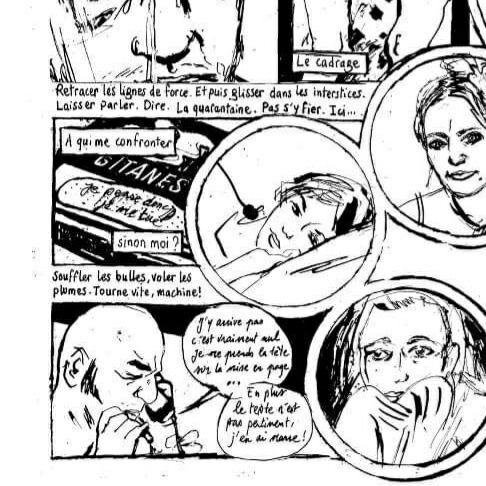 Le cadrage
Retracer les lignes de force. Et puis glisser dans les interstices.
Laisser parler. Dire. La quarantaine. Pas s'y fier. Ici...
A qui me confronter
GITANES
je pense donc
je me tue
sinon moi ?
Souffler les bulles, voler les
plumes. Tourne vite, machine!
J'y arrive pas
c'est vraiment nul
Je me prends la tête
sur la mise en page
...
En plus
le texte n'est
pas pertinent,
j'en ai marre!